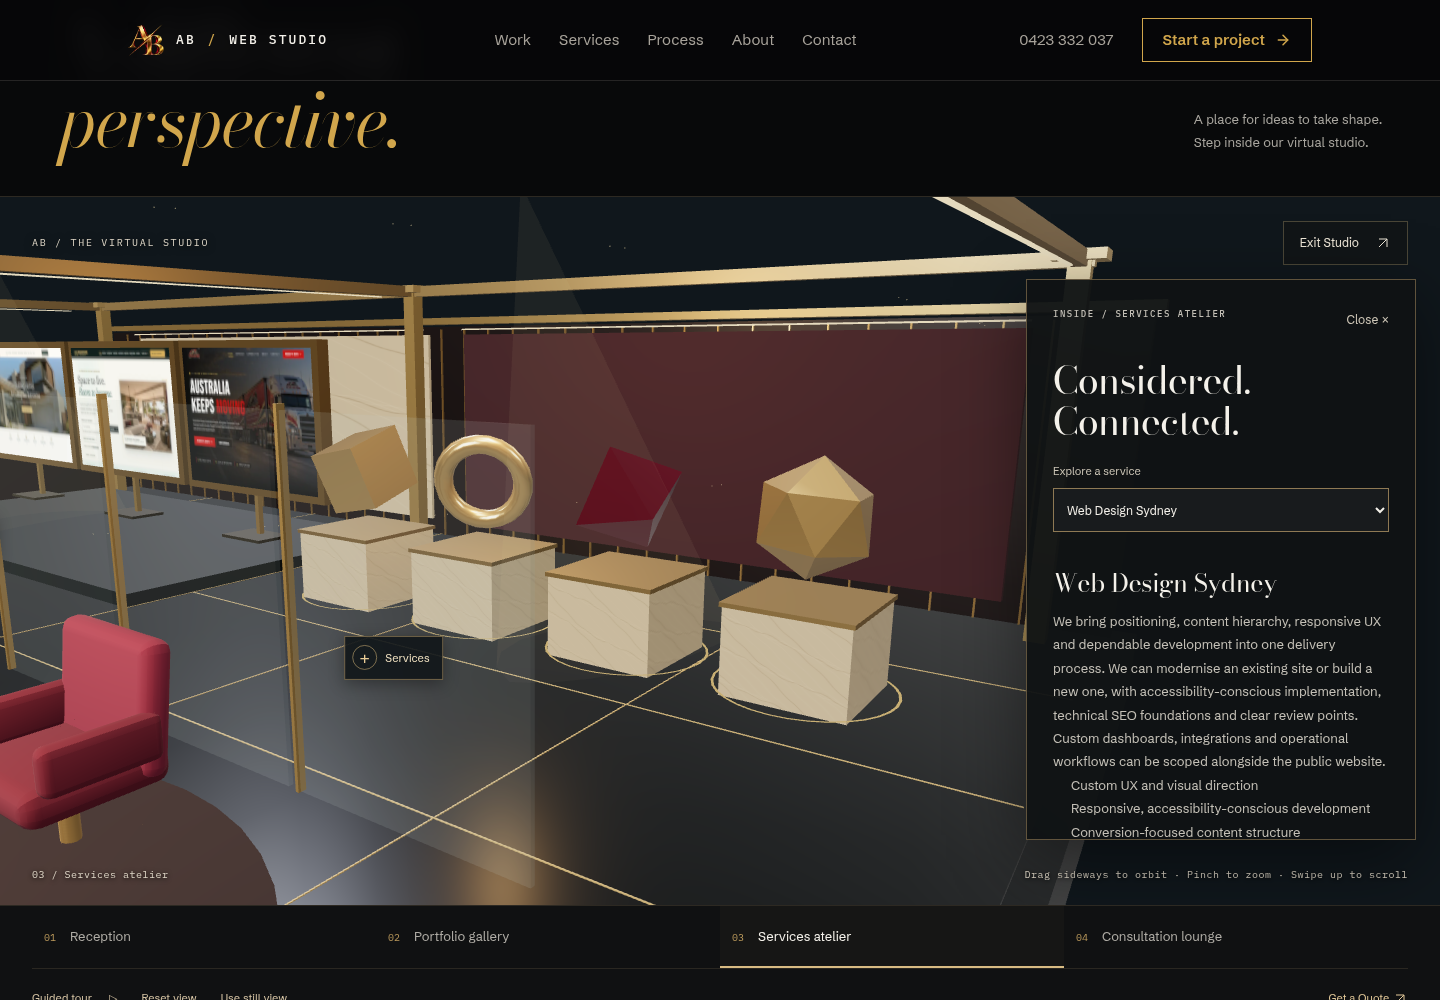 AB / WEB STUDIO
Work
Services
Process
About
Contact
0423 332 037
Start a project
perspective.
A place for ideas to take shape.
Step inside our virtual studio.
AB / THE VIRTUAL STUDIO
Exit Studio
AUSTRALIA
KEEPS MOVING
Services
INSIDE / SERVICES ATELIER
Close ×
Considered.
Connected.
Explore a service
Web Design Sydney
Web Design Sydney
We bring positioning, content hierarchy, responsive UX
and dependable development into one delivery
process. We can modernise an existing site or build a
new one, with accessibility-conscious implementation,
technical SEO foundations and clear review points.
Custom dashboards, integrations and operational
workflows can be scoped alongside the public website.
Custom UX and visual direction
Responsive, accessibility-conscious development
Conversion-focused content structure
03 / Services atelier
Drag sideways to orbit · Pinch to zoom · Swipe up to scroll
01 Reception
02 Portfolio gallery
03 Services atelier
04 Consultation lounge
Guided tour
Reset view
Use still view
Get a Quote